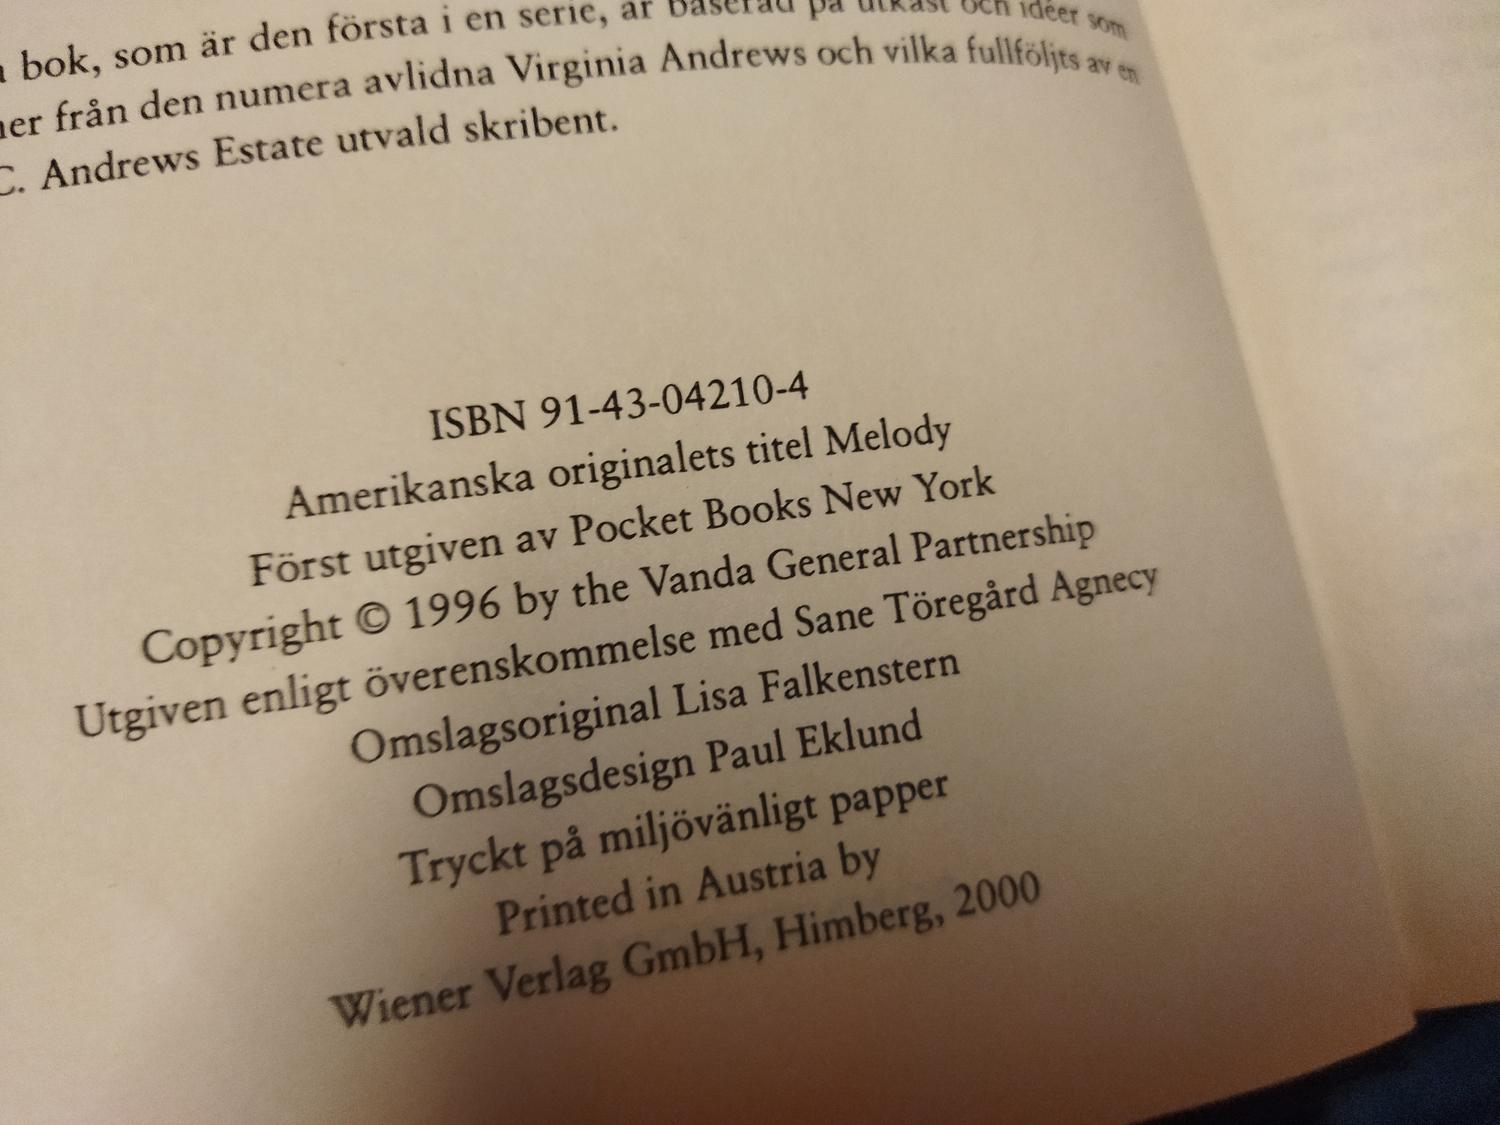 bok, som är den första i en serie, är baserad på utkast och idéer som
från den numera avlidna Virginia Andrews och vilka fullföljts av en
C. Andrews Estate utvald skribent.
ISBN 91-43-04210-4
Amerikanska originalets titel Melody
Först utgiven av Pocket Books New York
Copyright © 1996 by the Vanda General Partnership
Utgiven enligt överenskommelse med Sane Töregård Agnecy
Omslagsoriginal Lisa Falkenstern
Omslagsdesign Paul Eklund
Tryckt på miljövänligt papper
Printed in Austria by
Wiener Verlag GmbH, Himberg, 2000